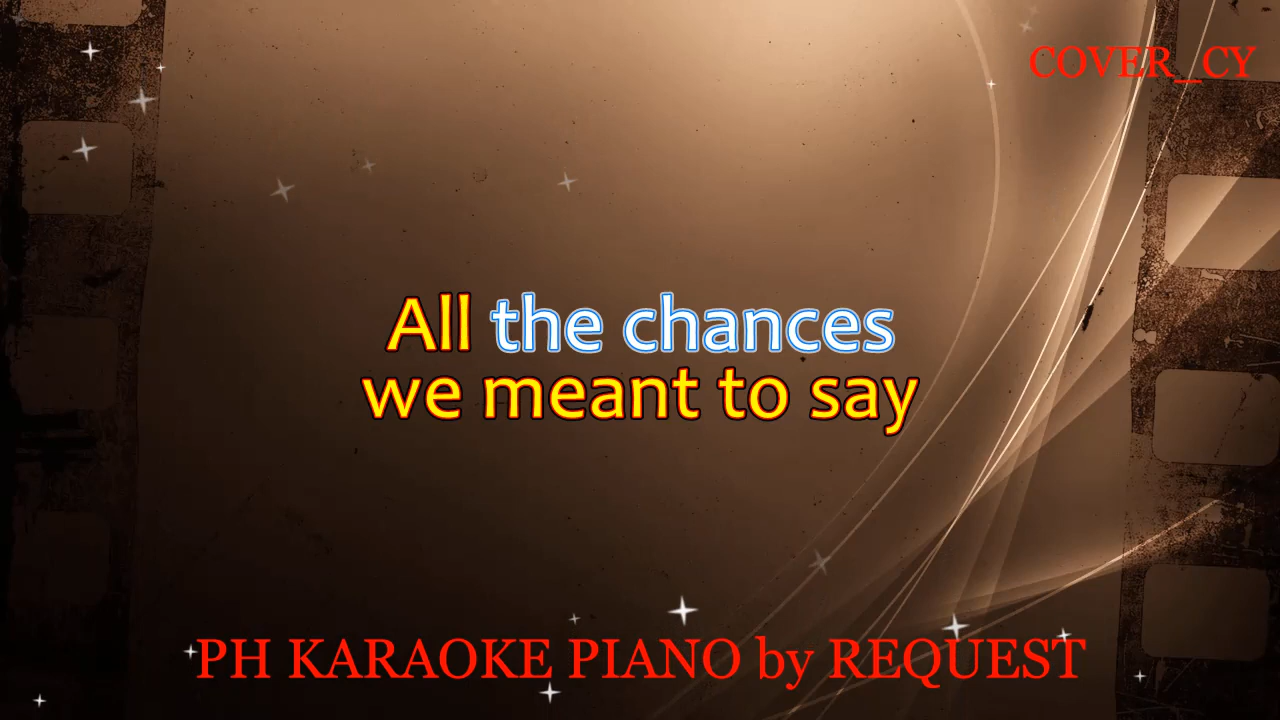 COVER_CY
All the chances
we meant to say
PH KARAOKE PIANO by REQUEST